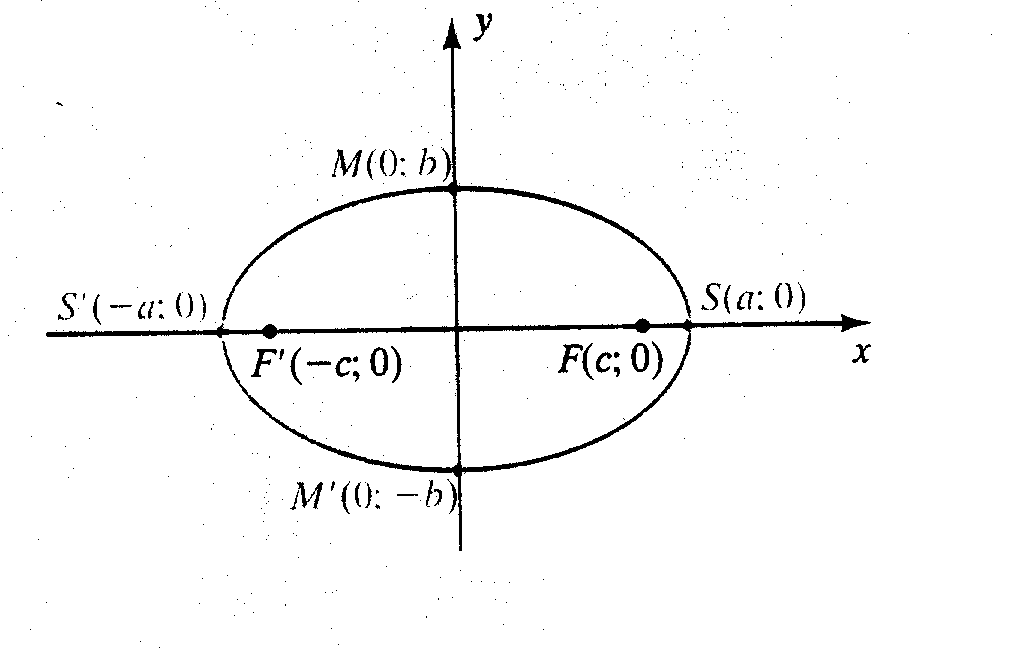 y
M(0; b)
S'(−a; 0)
S(a; 0)
F'(−c; 0)
F(c; 0)
x
M'(0; −b)